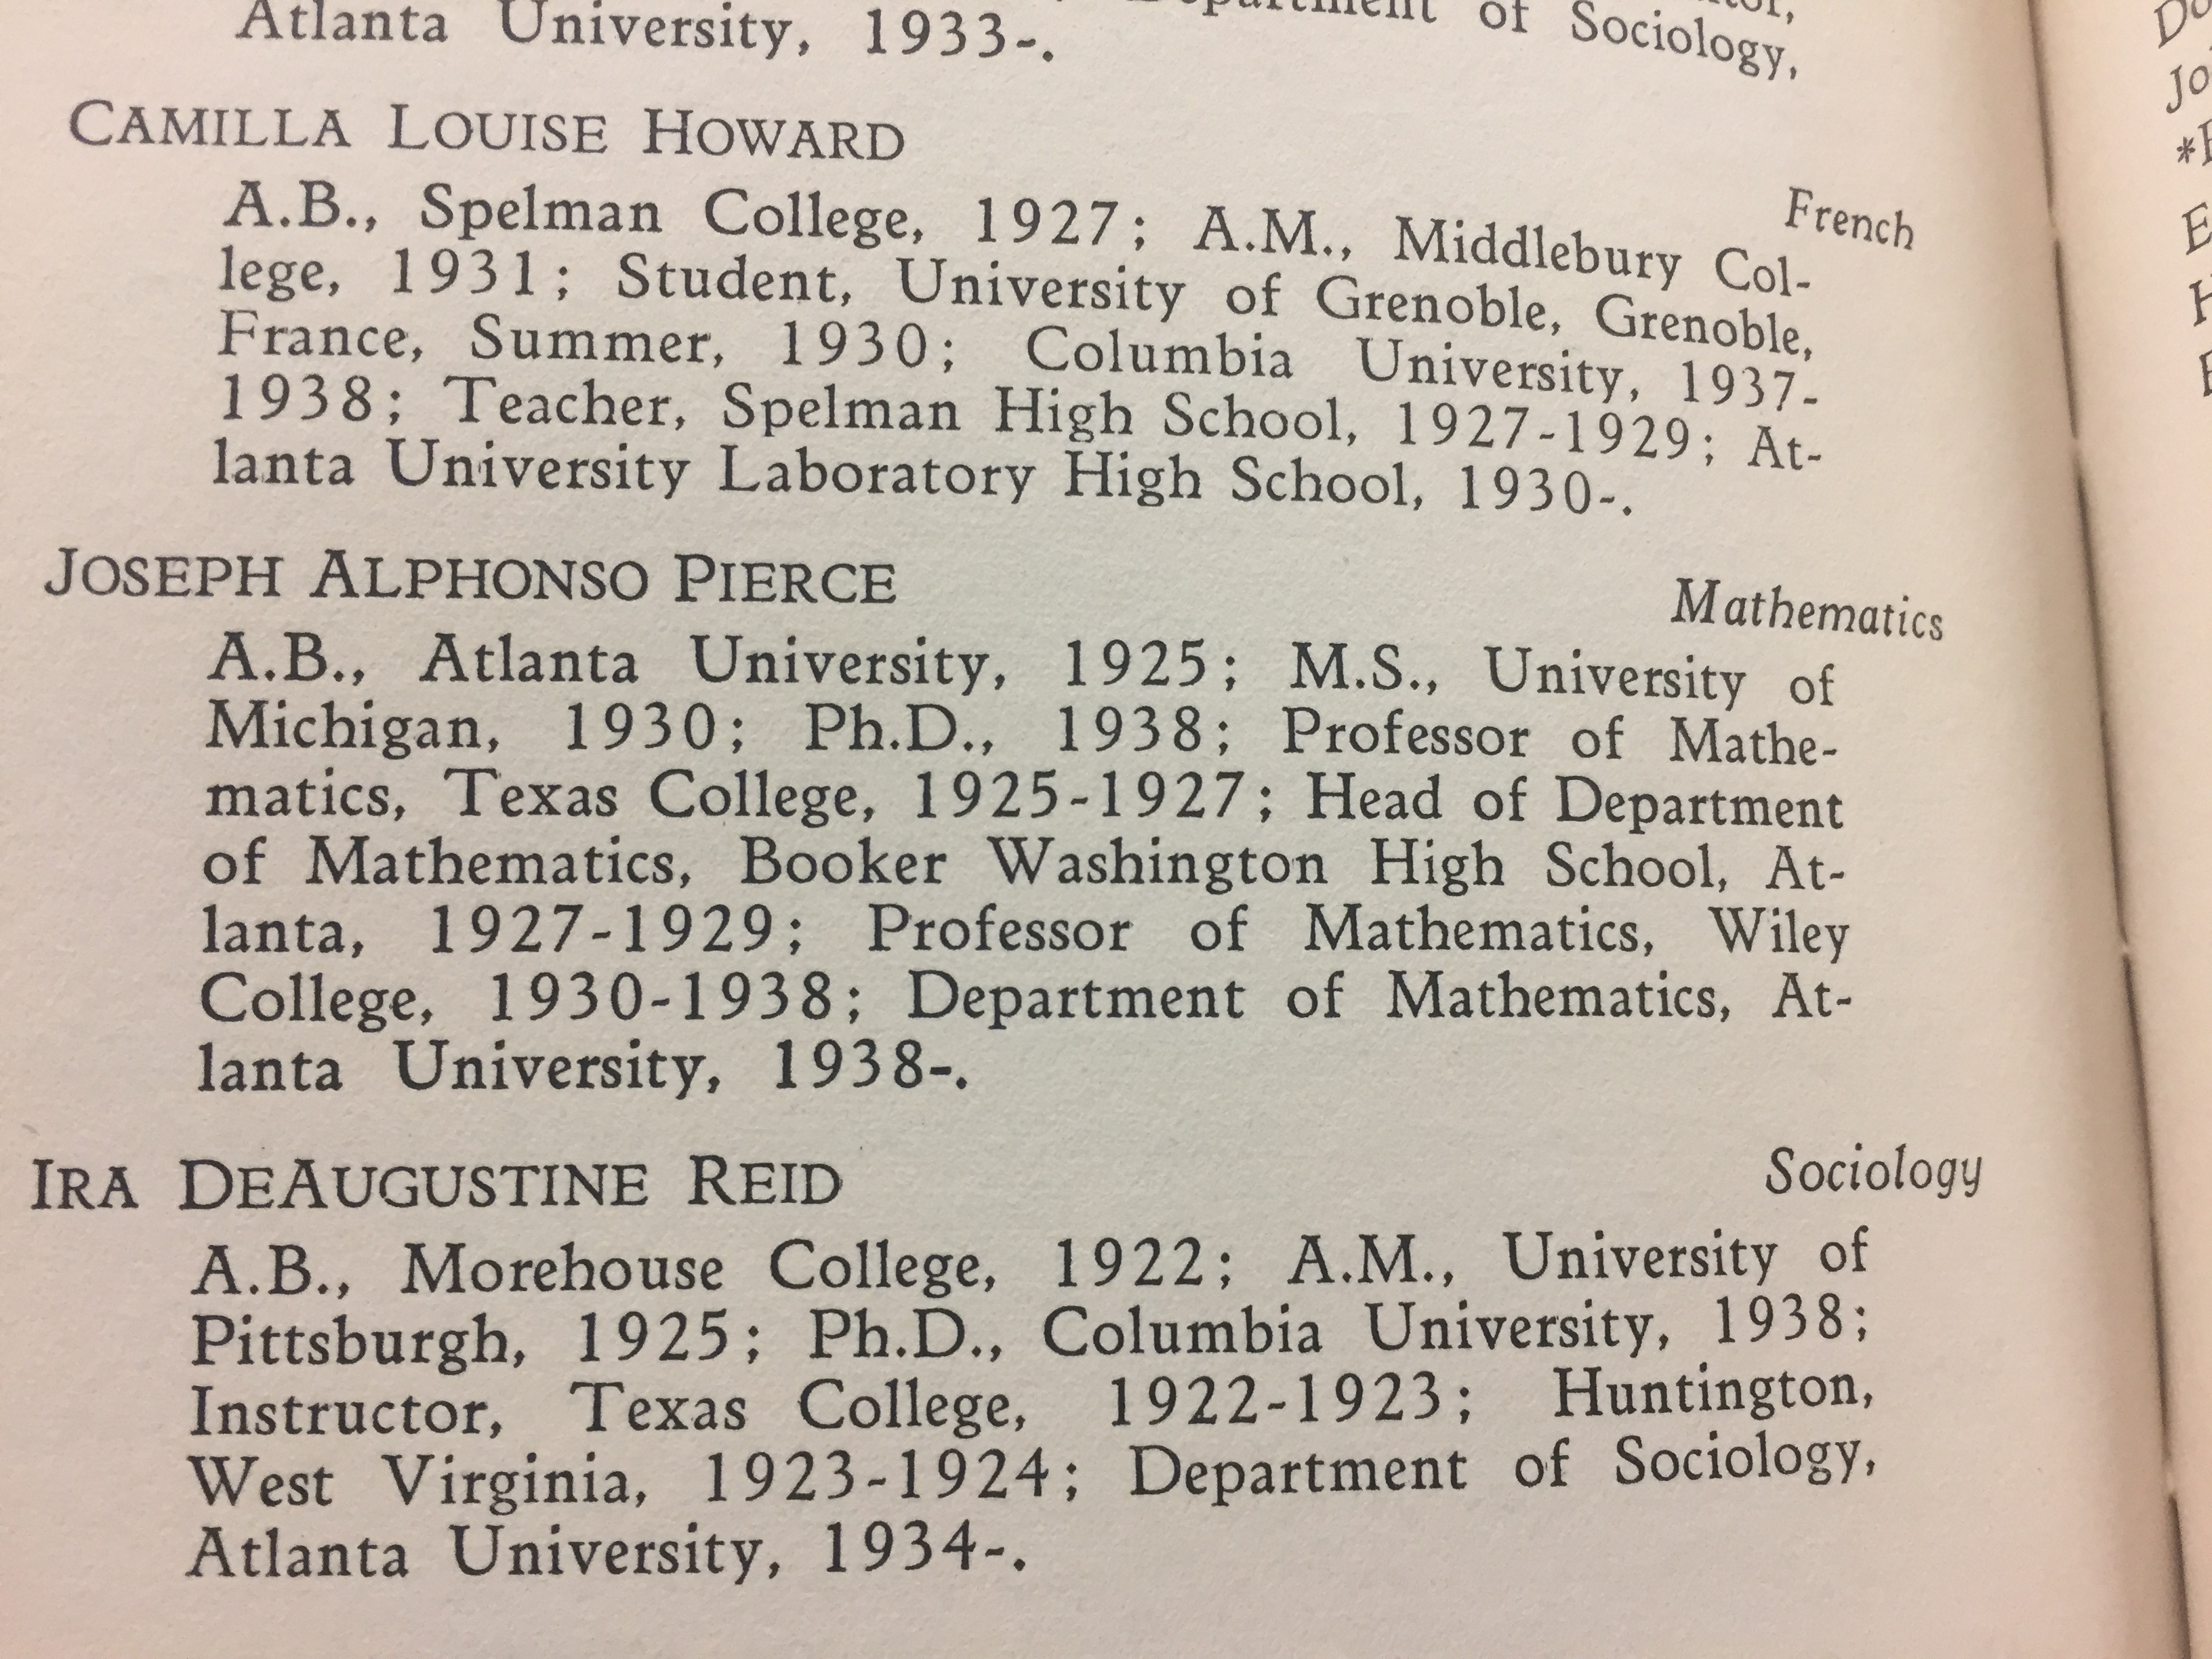 Department of Sociology,
Atlanta University, 1933-.
CAMILLA LOUISE HOWARD French
A.B., Spelman College, 1927; A.M., Middlebury Col-
lege, 1931; Student, University of Grenoble, Grenoble,
France, Summer, 1930; Columbia University, 1937-
1938; Teacher, Spelman High School, 1927-1929; At-
lanta University Laboratory High School, 1930-.
JOSEPH ALPHONSO PIERCE Mathematics
A.B., Atlanta University, 1925; M.S., University of
Michigan, 1930; Ph.D., 1938; Professor of Mathe-
matics, Texas College, 1925-1927; Head of Department
of Mathematics, Booker Washington High School, At-
lanta, 1927-1929; Professor of Mathematics, Wiley
College, 1930-1938; Department of Mathematics, At-
lanta University, 1938-.
IRA DEAUGUSTINE REID Sociology
A.B., Morehouse College, 1922; A.M., University of
Pittsburgh, 1925; Ph.D., Columbia University, 1938;
Instructor, Texas College, 1922-1923; Huntington,
West Virginia, 1923-1924; Department of Sociology,
Atlanta University, 1934-.